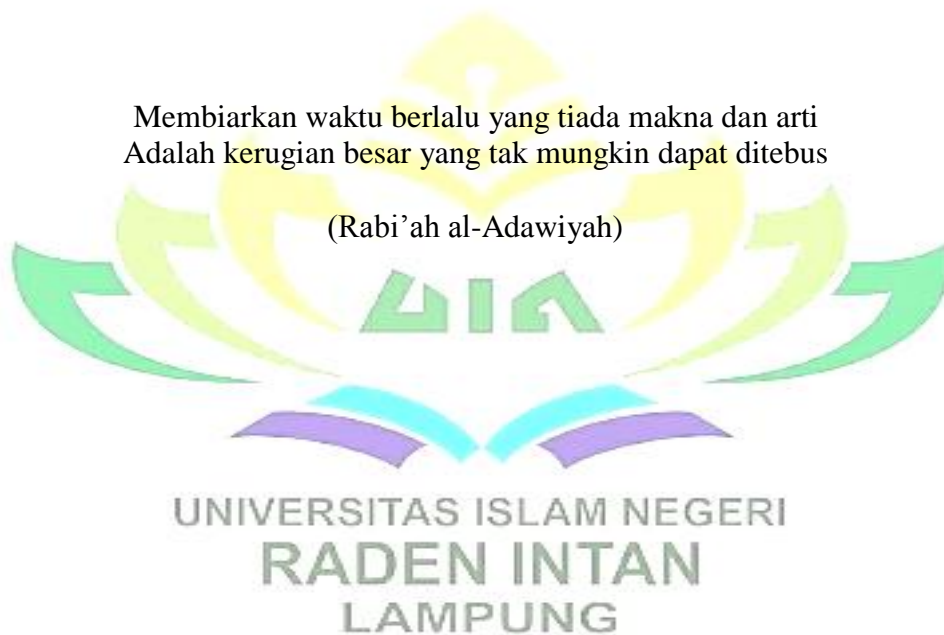 Membiarkan waktu berlalu yang tiada makna dan arti
Adalah kerugian besar yang tak mungkin dapat ditebus
(Rabi’ah al-Adawiyah)
UIN
UNIVERSITAS ISLAM NEGERI
RADEN INTAN
LAMPUNG